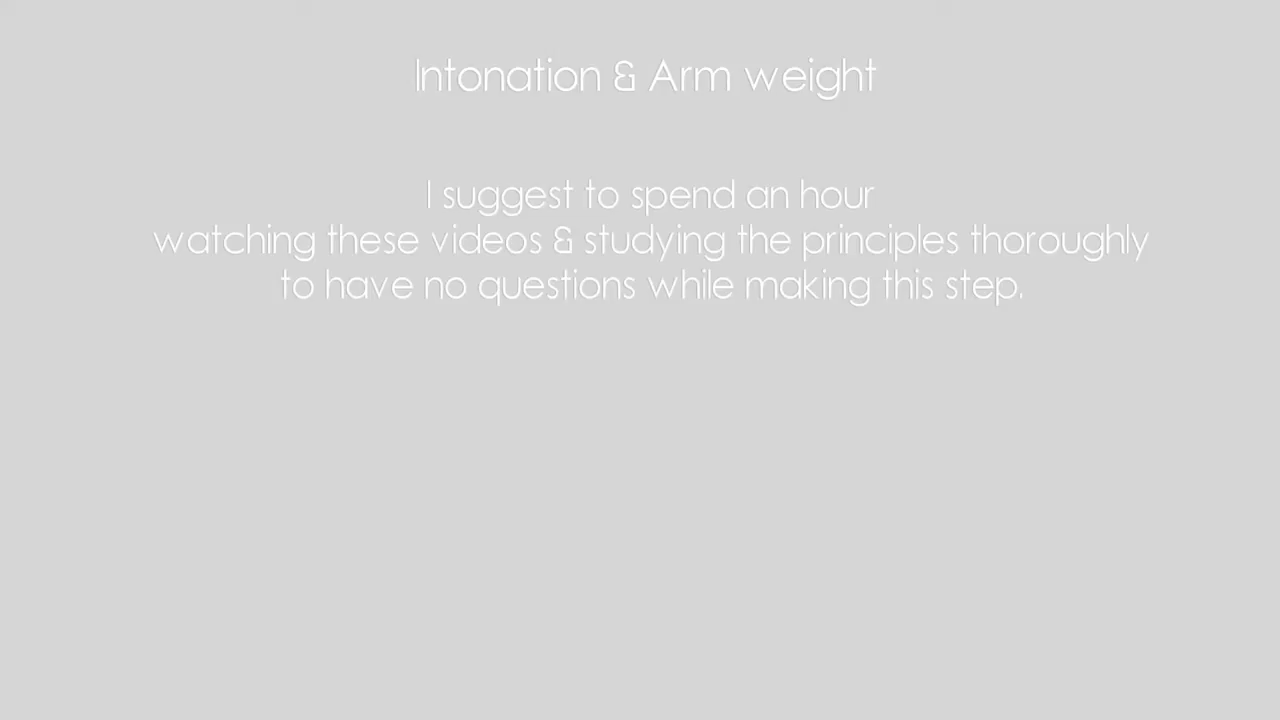 Intonation & Arm weight
I suggest to spend an hour
watching these videos & studying the principles thoroughly
to have no questions while making this step.